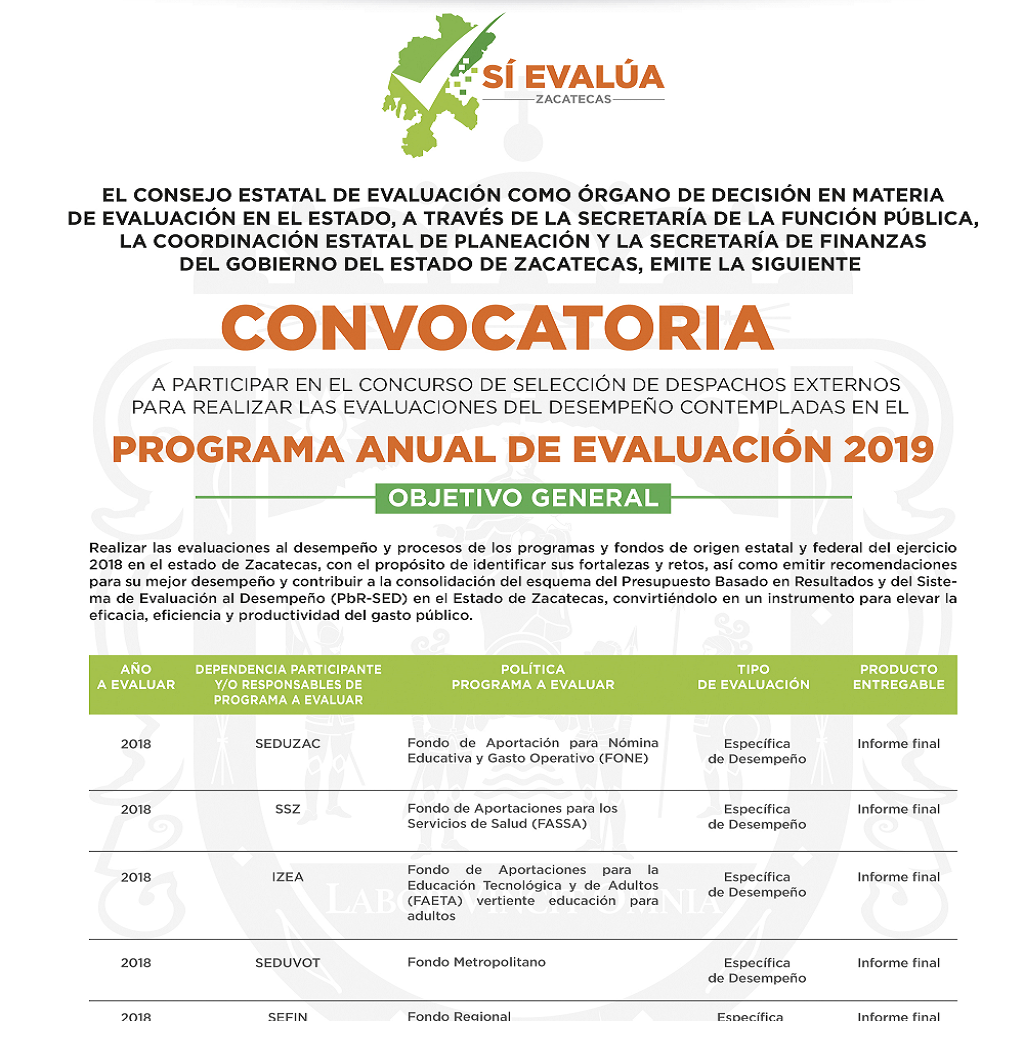 SÍ EVALÚA
ZACATECAS
EL CONSEJO ESTATAL DE EVALUACIÓN COMO ÓRGANO DE DECISIÓN EN MATERIA
DE EVALUACIÓN EN EL ESTADO, A TRAVÉS DE LA SECRETARÍA DE LA FUNCIÓN PÚBLICA,
LA COORDINACIÓN ESTATAL DE PLANEACIÓN Y LA SECRETARÍA DE FINANZAS
DEL GOBIERNO DEL ESTADO DE ZACATECAS, EMITE LA SIGUIENTE
CONVOCATORIA
A PARTICIPAR EN EL CONCURSO DE SELECCIÓN DE DESPACHOS EXTERNOS
PARA REALIZAR LAS EVALUACIONES DEL DESEMPEÑO CONTEMPLADAS EN EL
PROGRAMA ANUAL DE EVALUACIÓN 2019
OBJETIVO GENERAL
Realizar las evaluaciones al desempeño y procesos de los programas y fondos de origen estatal y federal del ejercicio
2018 en el estado de Zacatecas, con el propósito de identificar sus fortalezas y retos, así como emitir recomendaciones
para su mejor desempeño y contribuir a la consolidación del esquema del Presupuesto Basado en Resultados y del Siste-
ma de Evaluación al Desempeño (PbR-SED) en el Estado de Zacatecas, convirtiéndolo en un instrumento para elevar la
eficacia, eficiencia y productividad del gasto público.
AÑO
A EVALUAR
DEPENDENCIA PARTICIPANTE
Y/O RESPONSABLES DE
PROGRAMA A EVALUAR
POLÍTICA
PROGRAMA A EVALUAR
TIPO
DE EVALUACIÓN
PRODUCTO
ENTREGABLE
2018
SEDUZAC
Fondo de Aportación para Nómina
Educativa y Gasto Operativo (FONE)
Específica
de Desempeño
Informe final
2018
SSZ
Fondo de Aportaciones para los
Servicios de Salud (FASSA)
Específica
de Desempeño
Informe final
2018
IZEA
Fondo de Aportaciones para la
Educación Tecnológica y de Adultos
(FAETA) vertiente educación para
adultos
Específica
de Desempeño
Informe final
LABOR VINCIT OMNIA
2018
SEDUVOT
Fondo Metropolitano
Específica
de Desempeño
Informe final
2018
SEFIN
Fondo Regional
Específica
Informe final